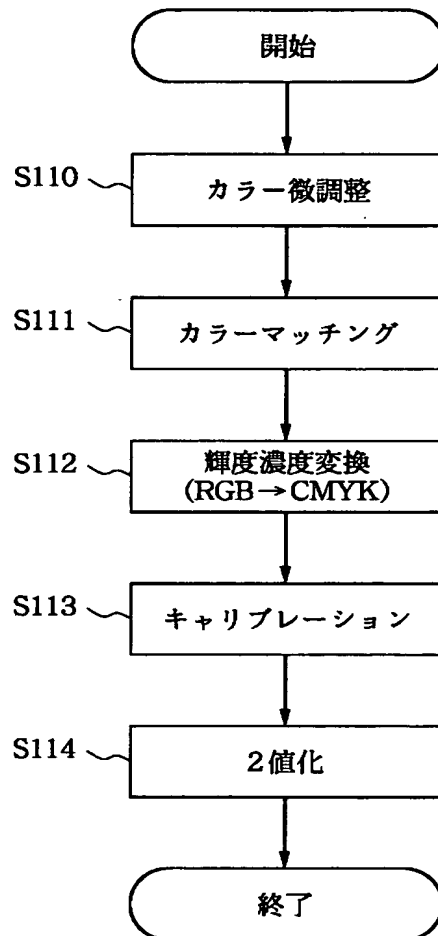 開始
S110 カラー微調整
S111 カラーマッチング
S112 輝度濃度変換
(RGB→CMYK)
S113 キャリブレーション
S114 2値化
終了